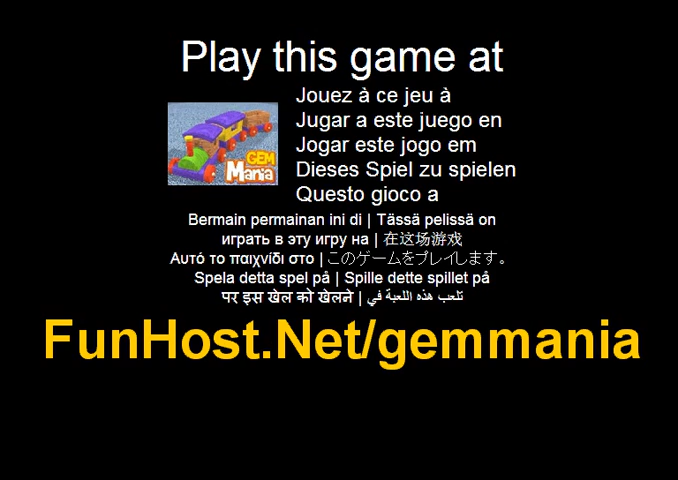 Play this game at
Jouez à ce jeu à
Jugar a este juego en
Jogar este jogo em
Dieses Spiel zu spielen
Questo gioco a
GEM
Mania
Bermain permainan ini di | Tässä pelissä on
играть в эту игру на | 在这场游戏
Αυτό το παιχνίδι στο | このゲームをプレイします。
Spela detta spel på | Spille dette spillet på
पर इस खेल को खेलने | تلعب هذه اللعبة في
FunHost.Net/gemmania